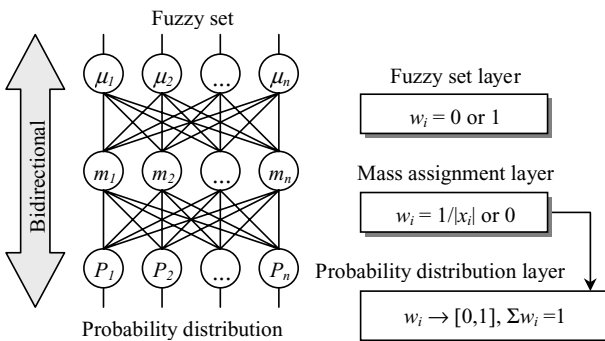 Fuzzy set
μ1 μ2 ... μn
m1 m2 ... mn
P1 P2 ... Pn
Probability distribution
Bidirectional
Fuzzy set layer
wi = 0 or 1
Mass assignment layer
wi = 1/|xi| or 0
Probability distribution layer
wi → [0,1], Σwi =1